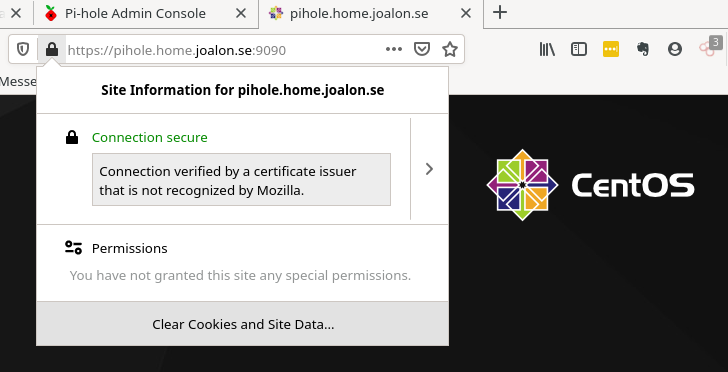 Pi-hole Admin Console
pihole.home.joalon.se
https://pihole.home.joalon.se:9090
3
Messe
Site Information for pihole.home.joalon.se
Connection secure
Connection verified by a certificate issuer
that is not recognized by Mozilla.
Permissions
You have not granted this site any special permissions.
Clear Cookies and Site Data...
CentOS